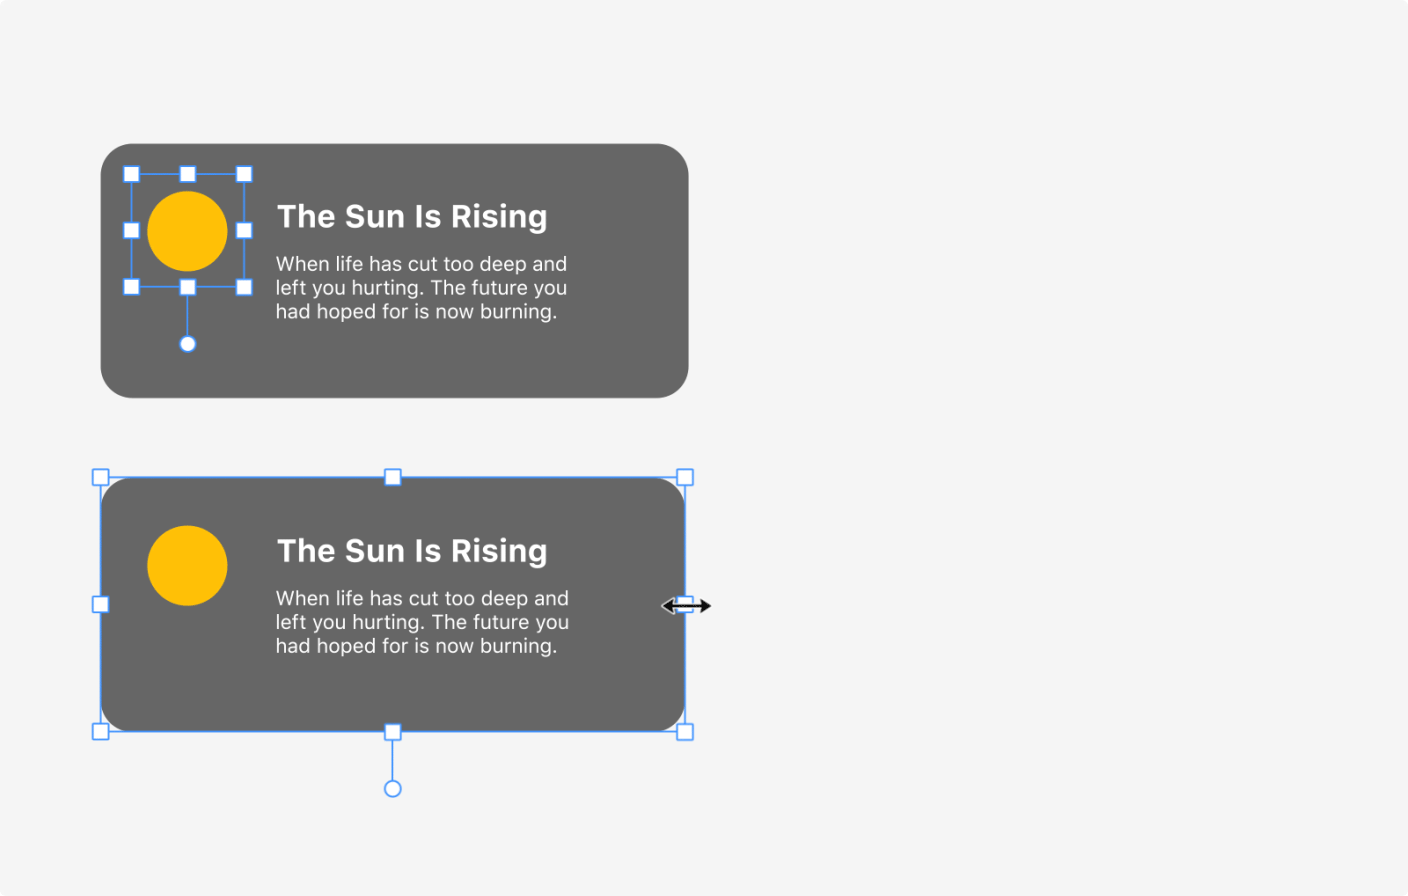 The Sun Is Rising
When life has cut too deep and
left you hurting. The future you
had hoped for is now burning.
The Sun Is Rising
When life has cut too deep and
left you hurting. The future you
had hoped for is now burning.